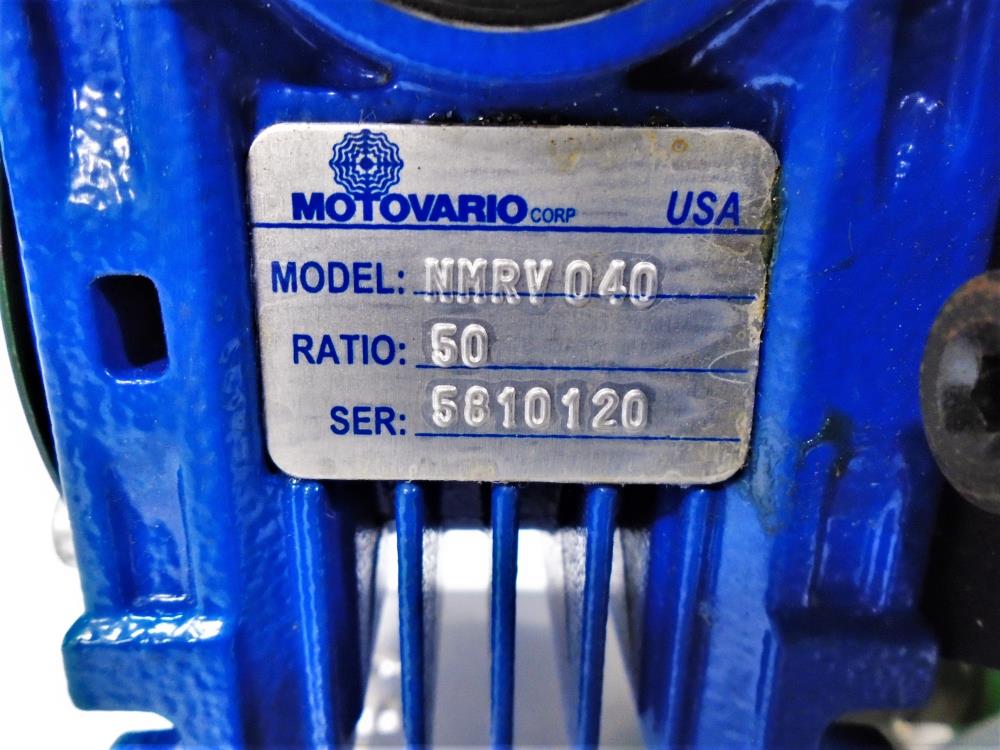 MOTOVARIO CORP USA
MODEL: NMRV 040
RATIO: 50
SER: 5810120